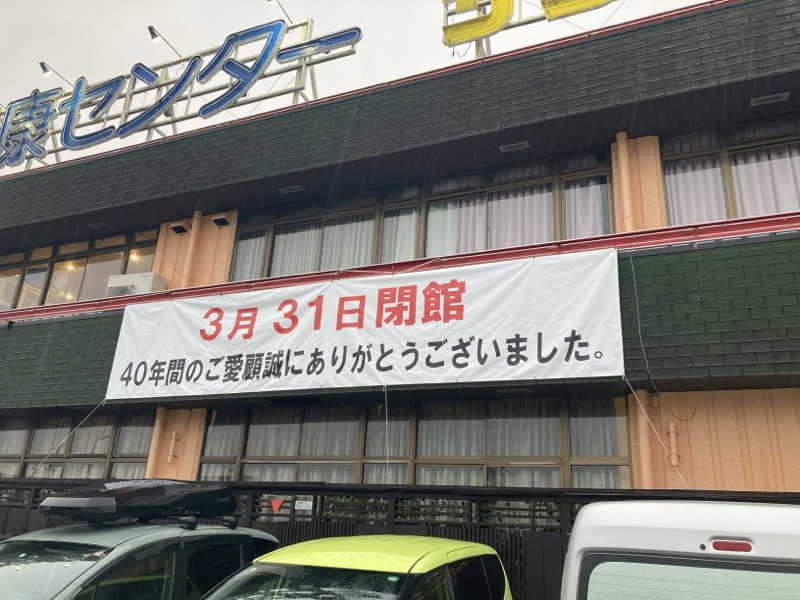 康センター
3月 31日閉館
40年間のご愛顧誠にありがとうございました。